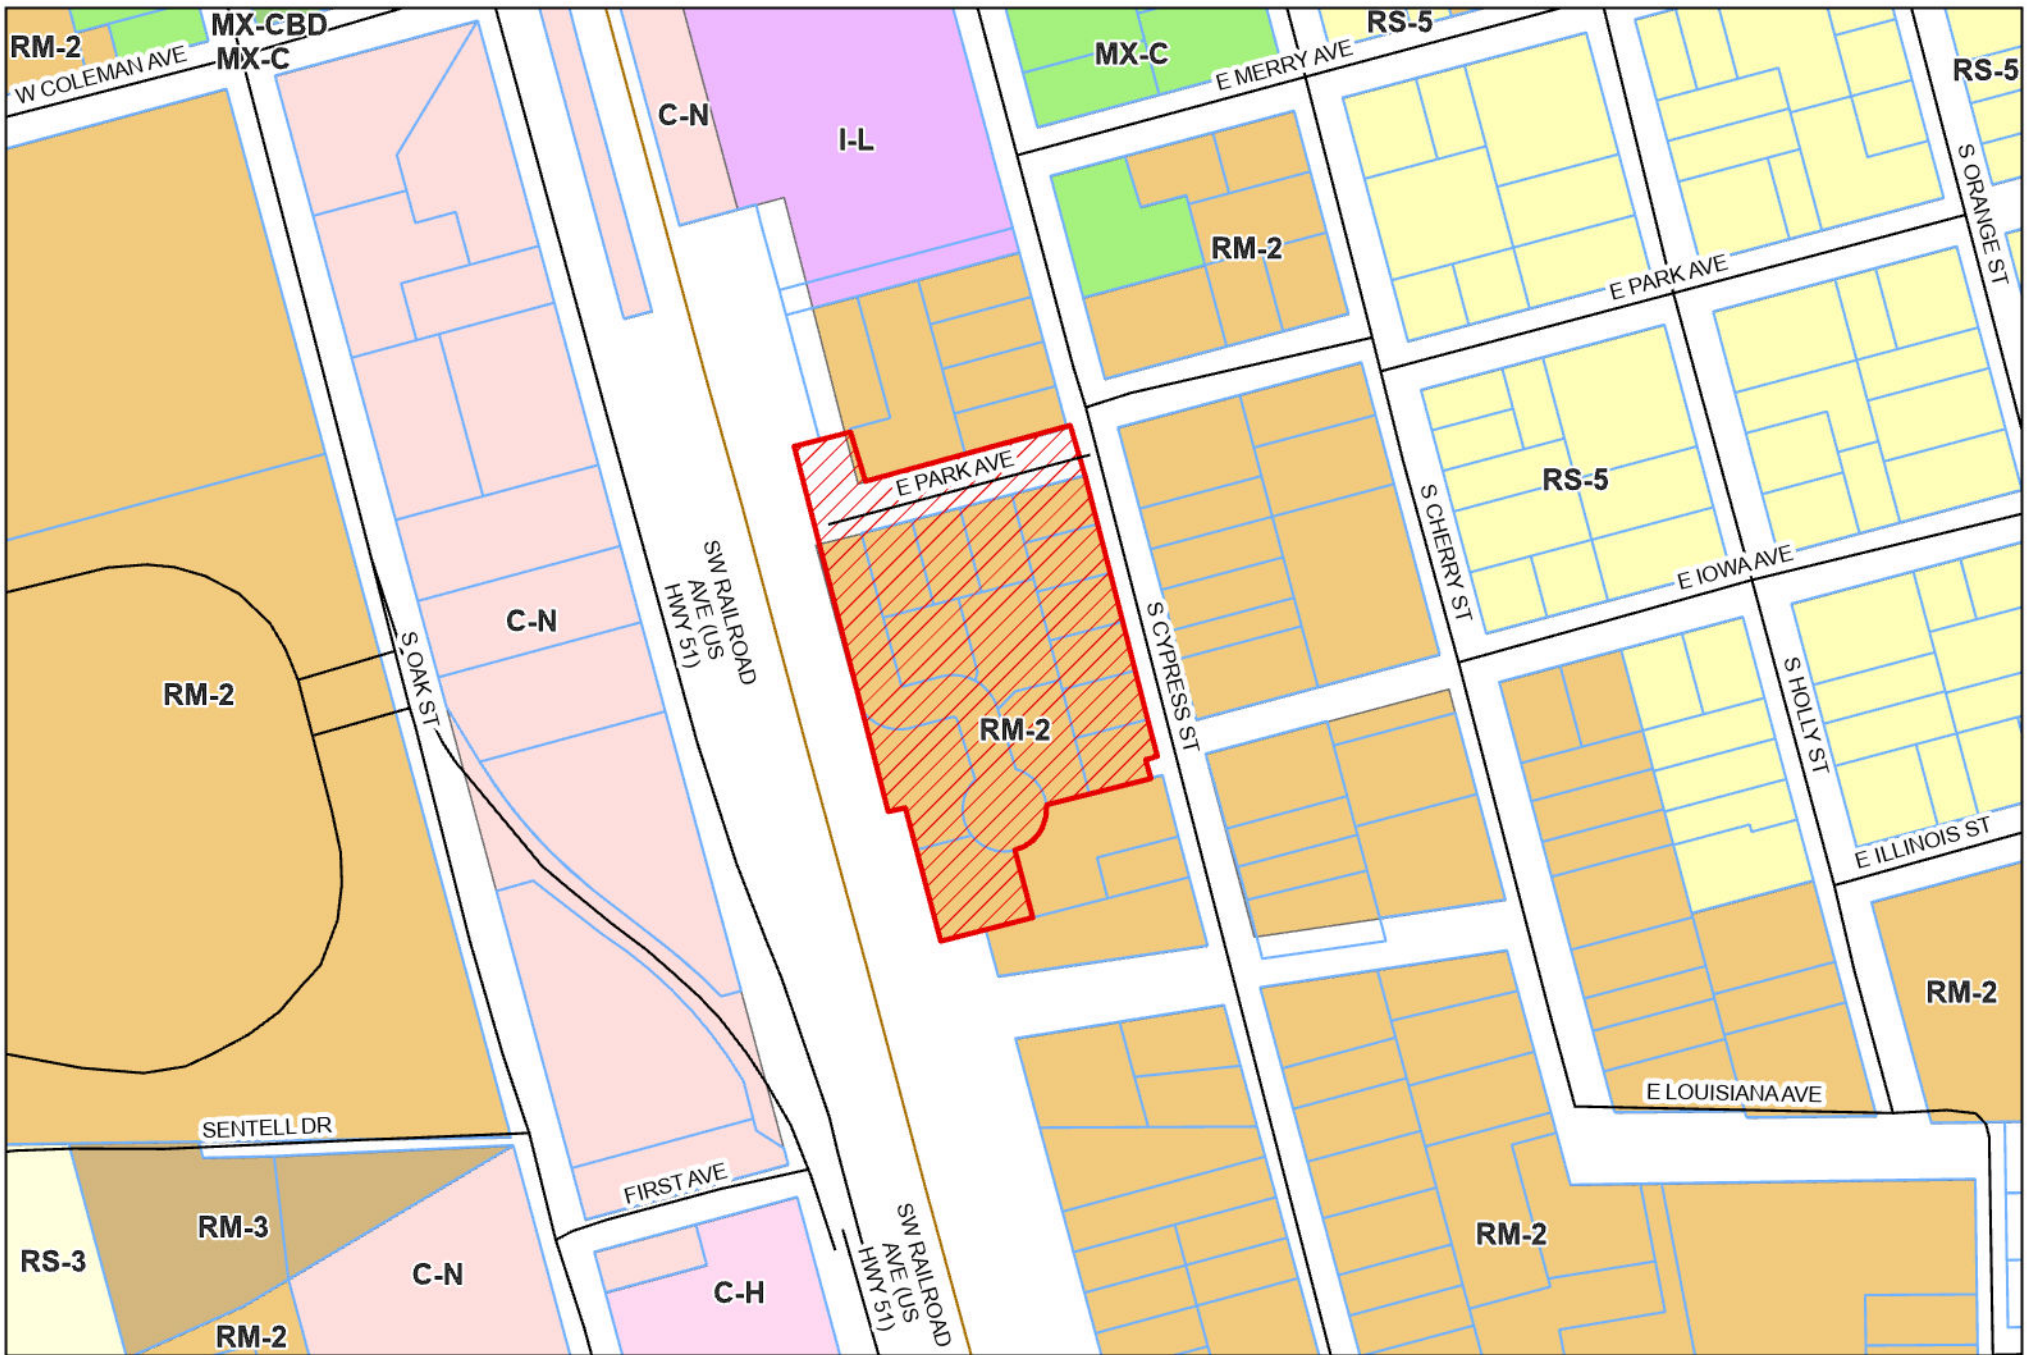 MX-CBD
RS-5
RM-2
MX-C
MX-C
RS-5
W COLEMAN AVE
E MERRY AVE
C-N
I-L
S ORANGE ST
RM-2
E PARK AVE
E PARK AVE
RS-5
S CHERRY ST
SW RAILROAD
AVE (US
HWY 51)
E IOWA AVE
C-N
S OAK ST
S CYPRESS ST
RM-2
S HOLLY ST
RM-2
E ILLINOIS ST
RM-2
E LOUISIANA AVE
SENTELL DR
FIRST AVE
RM-3
RS-3
SW RAILROAD
AVE (US
HWY 51)
RM-2
C-N
C-H
RM-2